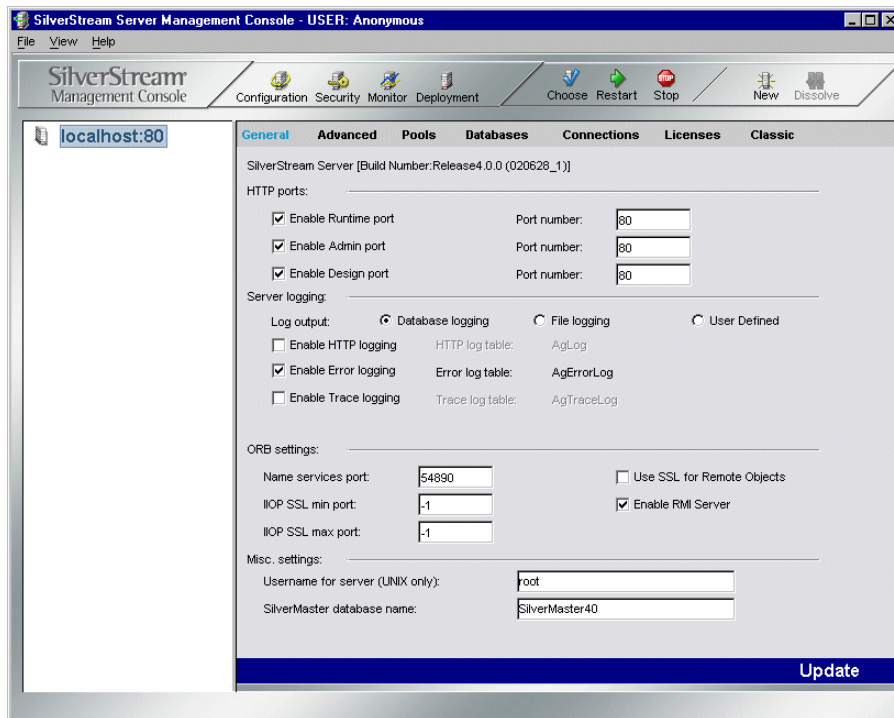 SilverStream Server Management Console - USER: Anonymous
File View Help
SilverStream
Management Console
Configuration Security Monitor Deployment Choose Restart Stop New Dissolve
STOP
localhost:80
General Advanced Pools Databases Connections Licenses Classic
SilverStream Server [Build Number:Release4.0.0 (020628_1)]
HTTP ports:
Enable Runtime port Port number: 80
Enable Admin port Port number: 80
Enable Design port Port number: 80
Server logging:
Log output: Database logging File logging User Defined
Enable HTTP logging HTTP log table: AgLog
Enable Error logging Error log table: AgErrorLog
Enable Trace logging Trace log table: AgTraceLog
ORB settings:
Name services port: 54890 Use SSL for Remote Objects
IIOP SSL min port: -1 Enable RMI Server
IIOP SSL max port: -1
Misc. settings:
Username for server (UNIX only): root
SilverMaster database name: SilverMaster40
Update